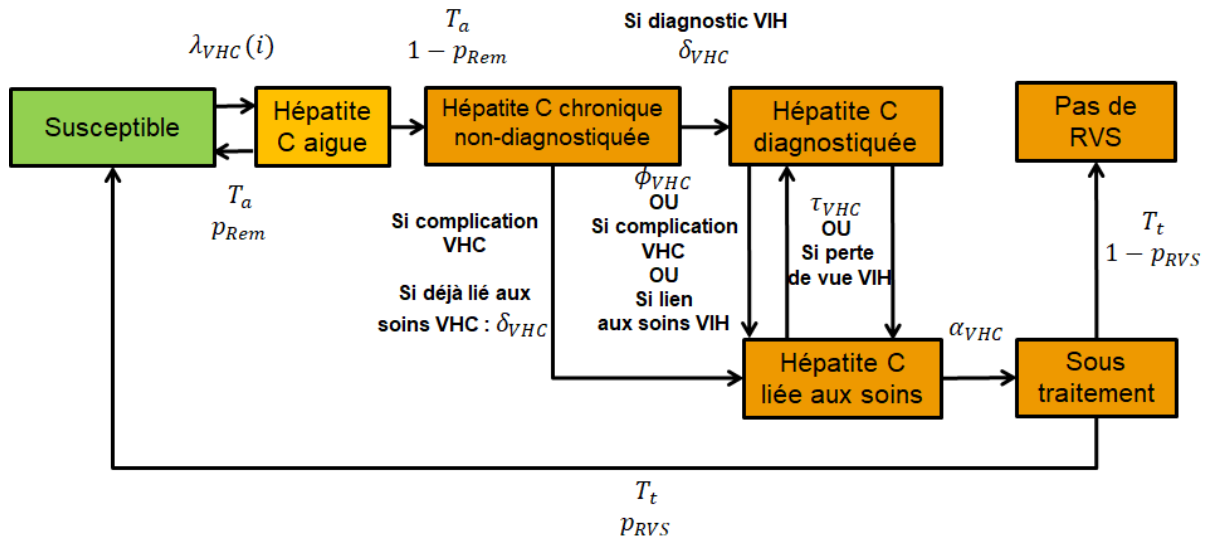 λ_VHC(i)
T_a
1 − p_Rem
Si diagnostic VIH
δ_VHC
Susceptible
Hépatite
C aigue
Hépatite C chronique
non-diagnostiquée
Hépatite C
diagnostiquée
Pas de
RVS
T_a
p_Rem
Si complication
VHC
Si déjà lié aux
soins VHC : δ_VHC
ϕ_VHC
OU
Si complication
VHC
OU
Si lien
aux soins VIH
τ_VHC
OU
Si perte
de vue VIH
T_t
1 − p_RVS
α_VHC
Hépatite C
liée aux soins
Sous
traitement
T_t
p_RVS